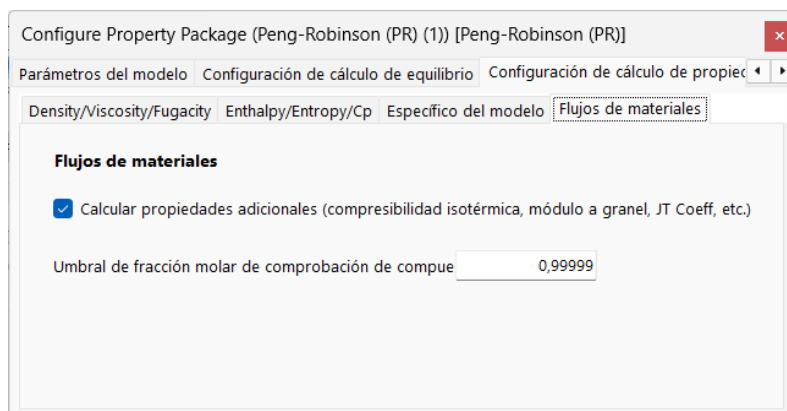 Configure Property Package (Peng-Robinson (PR) (1)) [Peng-Robinson (PR)]
Parámetros del modelo Configuración de cálculo de equilibrio Configuración de cálculo de propied
Density/Viscosity/Fugacity Enthalpy/Entropy/Cp Específico del modelo Flujos de materiales
Flujos de materiales
Calcular propiedades adicionales (compresibilidad isotérmica, módulo a granel, JT Coeff, etc.)
Umbral de fracción molar de comprobación de compue 0,99999